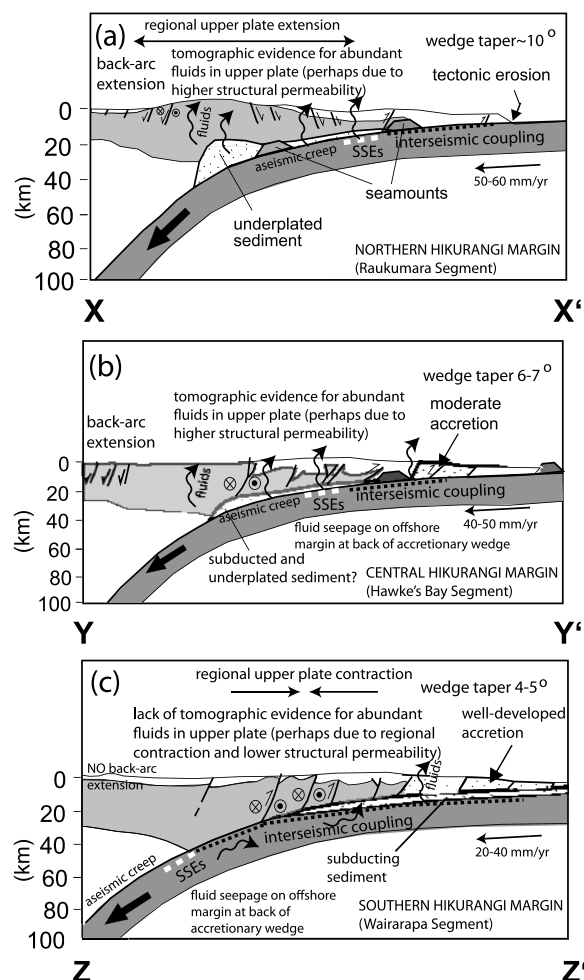 (a)
regional upper plate extension
back-arc
extension
tomographic evidence for abundant
fluids in upper plate (perhaps due to
higher structural permeability)
wedge taper~10 o
tectonic erosion
fluids
0
20
40
60
80
100
(km)
aseismic creep
SSEs
interseismic coupling
seamounts
50-60 mm/yr
underplated
sediment
NORTHERN HIKURANGI MARGIN
(Raukumara Segment)
X
X‘
(b)
tomographic evidence for abundant
fluids in upper plate (perhaps due to
higher structural permeability)
wedge taper 6-7 o
moderate
accretion
back-arc
extension
fluids
0
20
40
60
80
100
(km)
aseismic creep
SSEs
interseismic coupling
40-50 mm/yr
fluid seepage on offshore
margin at back of accretionary wedge
subducted and
underplated sediment?
CENTRAL HIKURANGI MARGIN
(Hawke's Bay Segment)
Y
Y‘
(c)
regional upper plate contraction
wedge taper 4-5 o
lack of tomographic evidence for abundant
fluids in upper plate (perhaps due to regional
contraction and lower structural permeability)
well-developed
accretion
NO back-arc
extension
fluids
0
20
40
60
80
100
(km)
aseismic creep
SSEs
interseismic coupling
subducting
sediment
20-40 mm/yr
fluid seepage on offshore
margin at back of
accretionary wedge
SOUTHERN HIKURANGI MARGIN
(Wairarapa Segment)
Z
Z‘